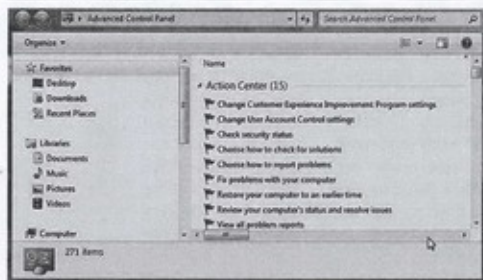 Advanced Control Panel
Search Advanced Control Panel
Organize
Favorites
Desktop
Downloads
Recent Places
Libraries
Documents
Music
Pictures
Videos
Computer
Name
Action Center (15)
Change Customer Experience Improvement Program settings
Change User Account Control settings
Check security status
Choose how to check for solutions
Choose how to report problems
Fix problems with your computer
Restore your computer to an earlier time
Review your computer's status and resolve issues
View all problem reports
271 items